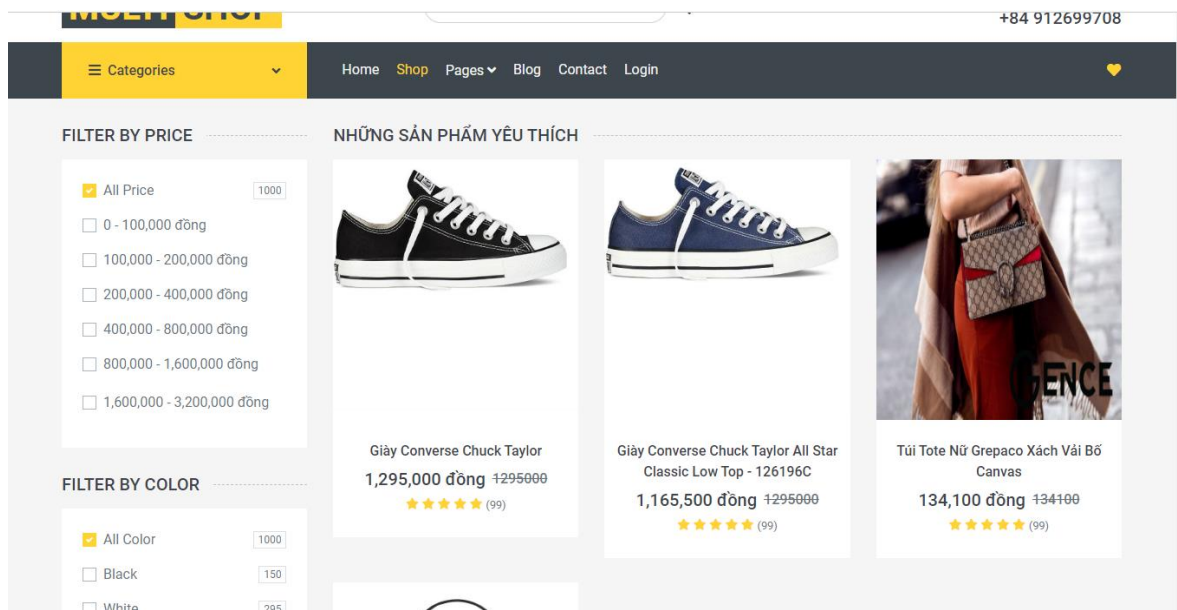 MULTI SHOP
+84 912699708
Categories
Home Shop Pages Blog Contact Login
FILTER BY PRICE
All Price 1000
0 - 100,000 đồng
100,000 - 200,000 đồng
200,000 - 400,000 đồng
400,000 - 800,000 đồng
800,000 - 1,600,000 đồng
1,600,000 - 3,200,000 đồng
FILTER BY COLOR
All Color 1000
Black 150
White 295
NHỮNG SẢN PHẨM YÊU THÍCH
Giày Converse Chuck Taylor
1,295,000 đồng 1295000
(99)
Giày Converse Chuck Taylor All Star
Classic Low Top - 126196C
1,165,500 đồng 1295000
(99)
GENCE
Túi Tote Nữ Grepaco Xách Vải Bố
Canvas
134,100 đồng 134100
(99)